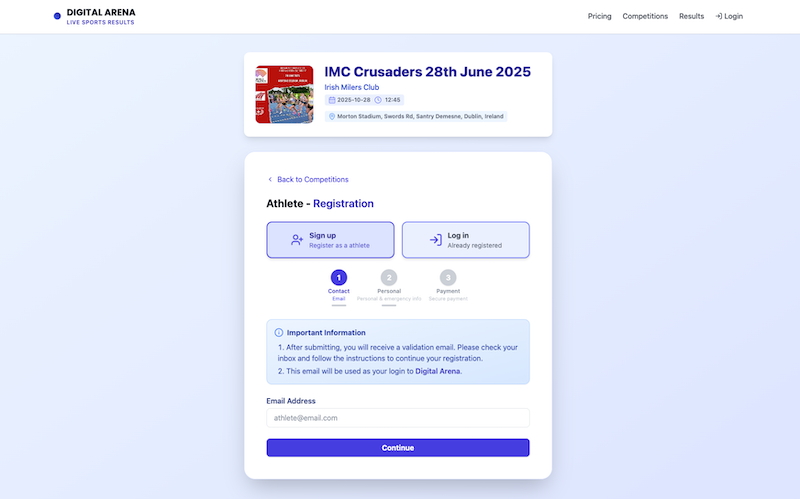 DIGITAL ARENA
LIVE SPORTS RESULTS
Pricing
Competitions
Results
Login
IMC Crusaders 28th June 2025
Irish Milers Club
2025-10-28 12:45
Morton Stadium, Swords Rd, Santry Demesne, Dublin, Ireland
Back to Competitions
Athlete - Registration
Sign up
Register as a athlete
Log in
Already registered
1
Contact
Email
2
Personal
Personal & emergency info
3
Payment
Secure payment
Important Information
1. After submitting, you will receive a validation email. Please check your
inbox and follow the instructions to continue your registration.
2. This email will be used as your login to Digital Arena.
Email Address
athlete@email.com
Continue